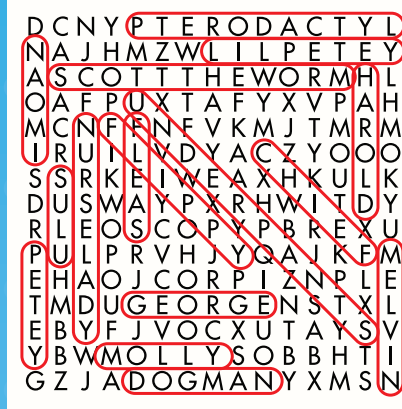 DCNYPTERODACTYL
NAJHMZWLILPETEY
ASCOTTTHEWORMHL
OAFPUXTAFYXVPAH
MCNFFNFVKMJTMRM
IRUILVDYACZYOOO
SSRKEIWEAXHKULK
DUSWAYPXRHWITDY
RLEOSCOPYPBREXU
PULPRVHJYQAJKFM
EHAOJCORPIZNPLE
TMDUGEORGENSTXL
EBYFJVOCXUTAYSV
YBWMOLLYSOBBHTI
GZJADOGMANYXMSN